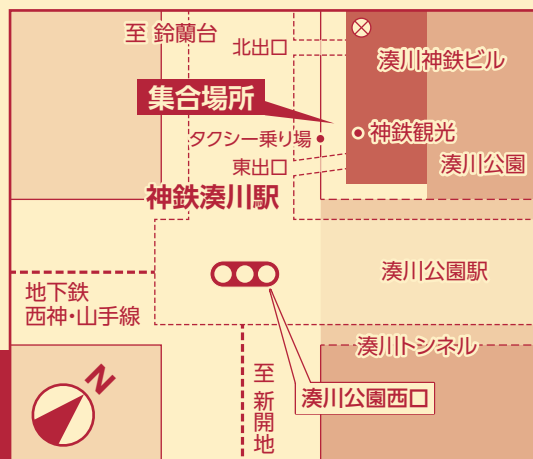 至 鈴蘭台
北出口
湊川神鉄ビル
集合場所
タクシー乗り場
神鉄観光
東出口
湊川公園
神鉄湊川駅
湊川公園駅
地下鉄
西神・山手線
湊川トンネル
至 新開地
湊川公園西口
N